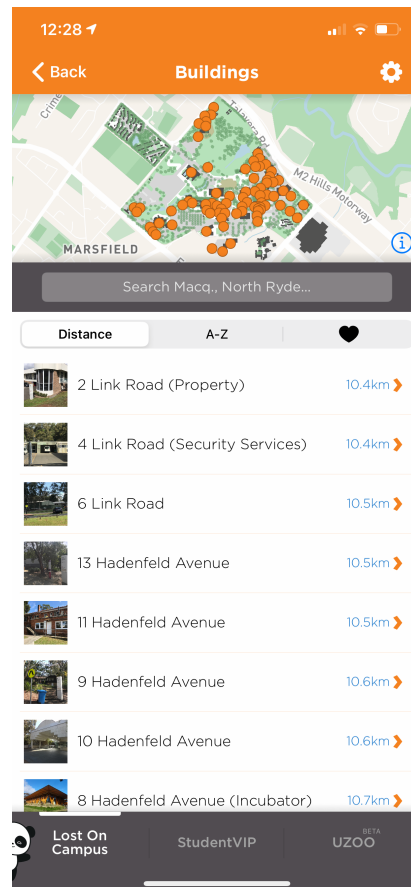 12:28
Back
Buildings
Crime
Talavera Rd
M2 Hills Motorway
MARSFIELD
Search Macq., North Ryde...
Distance
A-Z
2 Link Road (Property)
10.4km
4 Link Road (Security Services)
10.4km
6 Link Road
10.5km
13 Hadenfeld Avenue
10.5km
11 Hadenfeld Avenue
10.5km
9 Hadenfeld Avenue
10.6km
10 Hadenfeld Avenue
10.6km
8 Hadenfeld Avenue (Incubator)
10.7km
Lost On
Campus
StudentVIP
BETA
UZOO